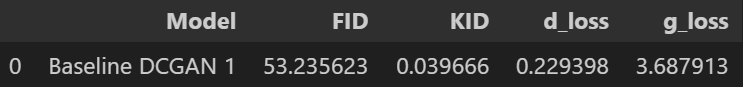 Model FID KID d_loss g_loss
0 Baseline DCGAN 1 53.235623 0.039666 0.229398 3.687913